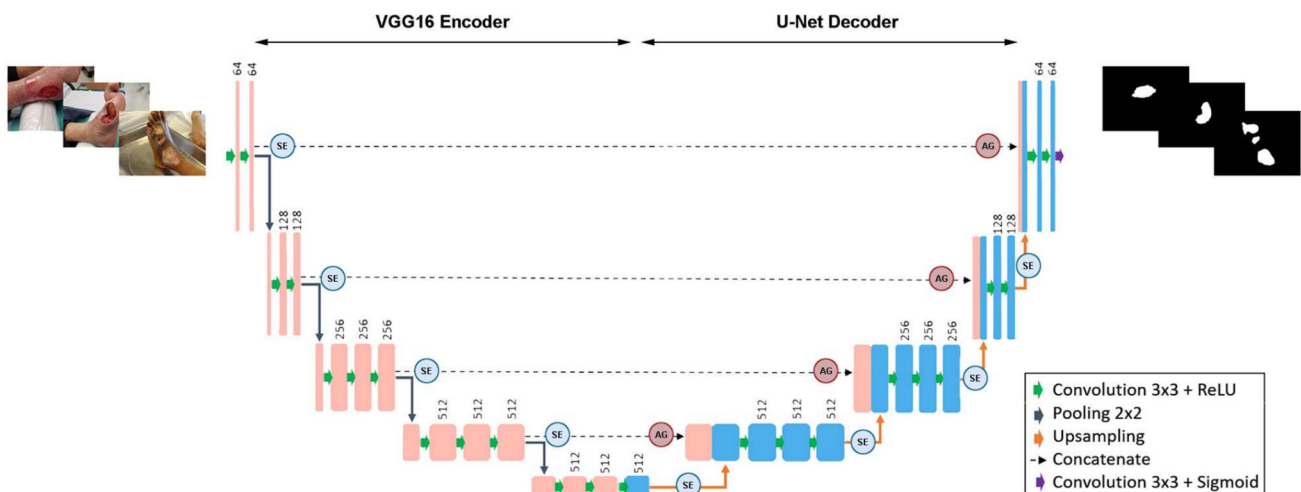 VGG16 Encoder
U-Net Decoder
64
64
64
64
SE
AG
128
128
128
128
SE
AG
SE
256
256
256
256
256
256
SE
AG
SE
512
512
512
512
512
512
SE
AG
SE
512
512
512
SE
Convolution 3x3 + ReLU
Pooling 2x2
Upsampling
Concatenate
Convolution 3x3 + Sigmoid